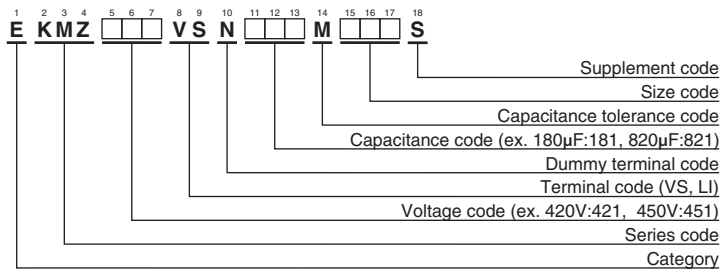 1 2 3 4 5 6 7 8 9 10 11 12 13 14 15 16 17 18
E KMZ VS N M S
Supplement code
Size code
Capacitance tolerance code
Capacitance code (ex. 180µF:181, 820µF:821)
Dummy terminal code
Terminal code (VS, LI)
Voltage code (ex. 420V:421, 450V:451)
Series code
Category